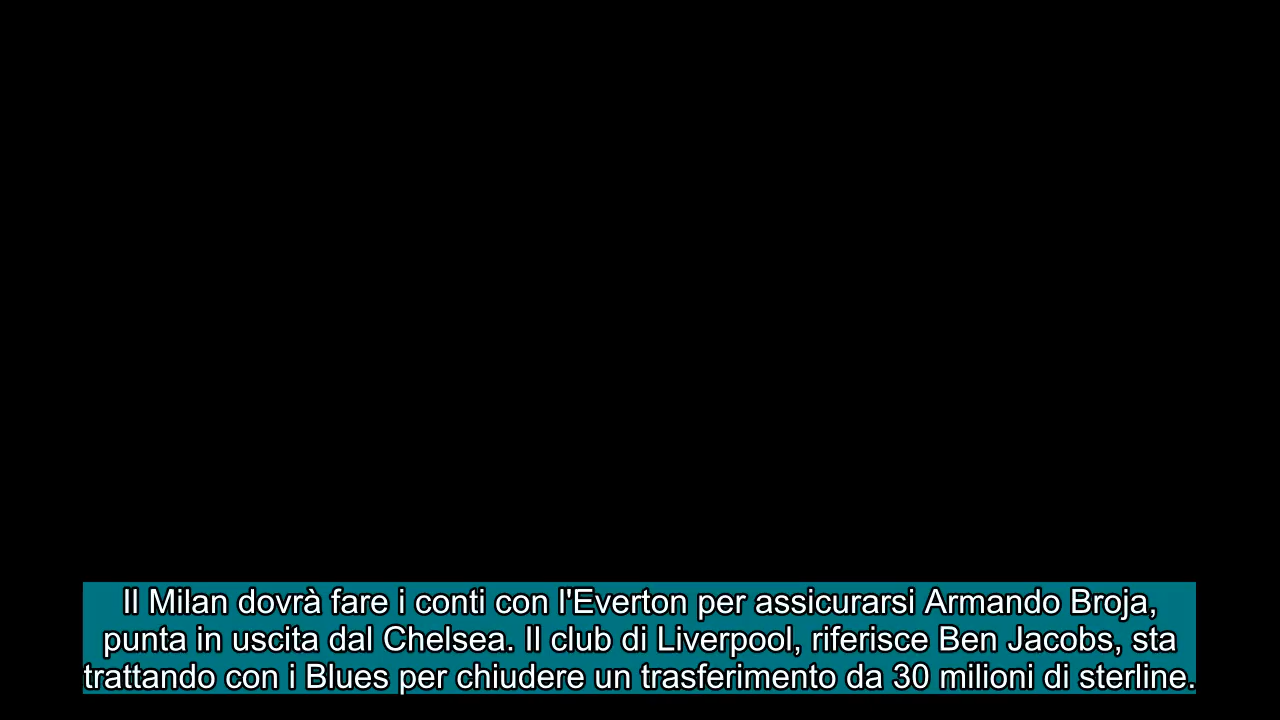 Il Milan dovrà fare i conti con l'Everton per assicurarsi Armando Broja,
punta in uscita dal Chelsea. Il club di Liverpool, riferisce Ben Jacobs, sta
trattando con i Blues per chiudere un trasferimento da 30 milioni di sterline.